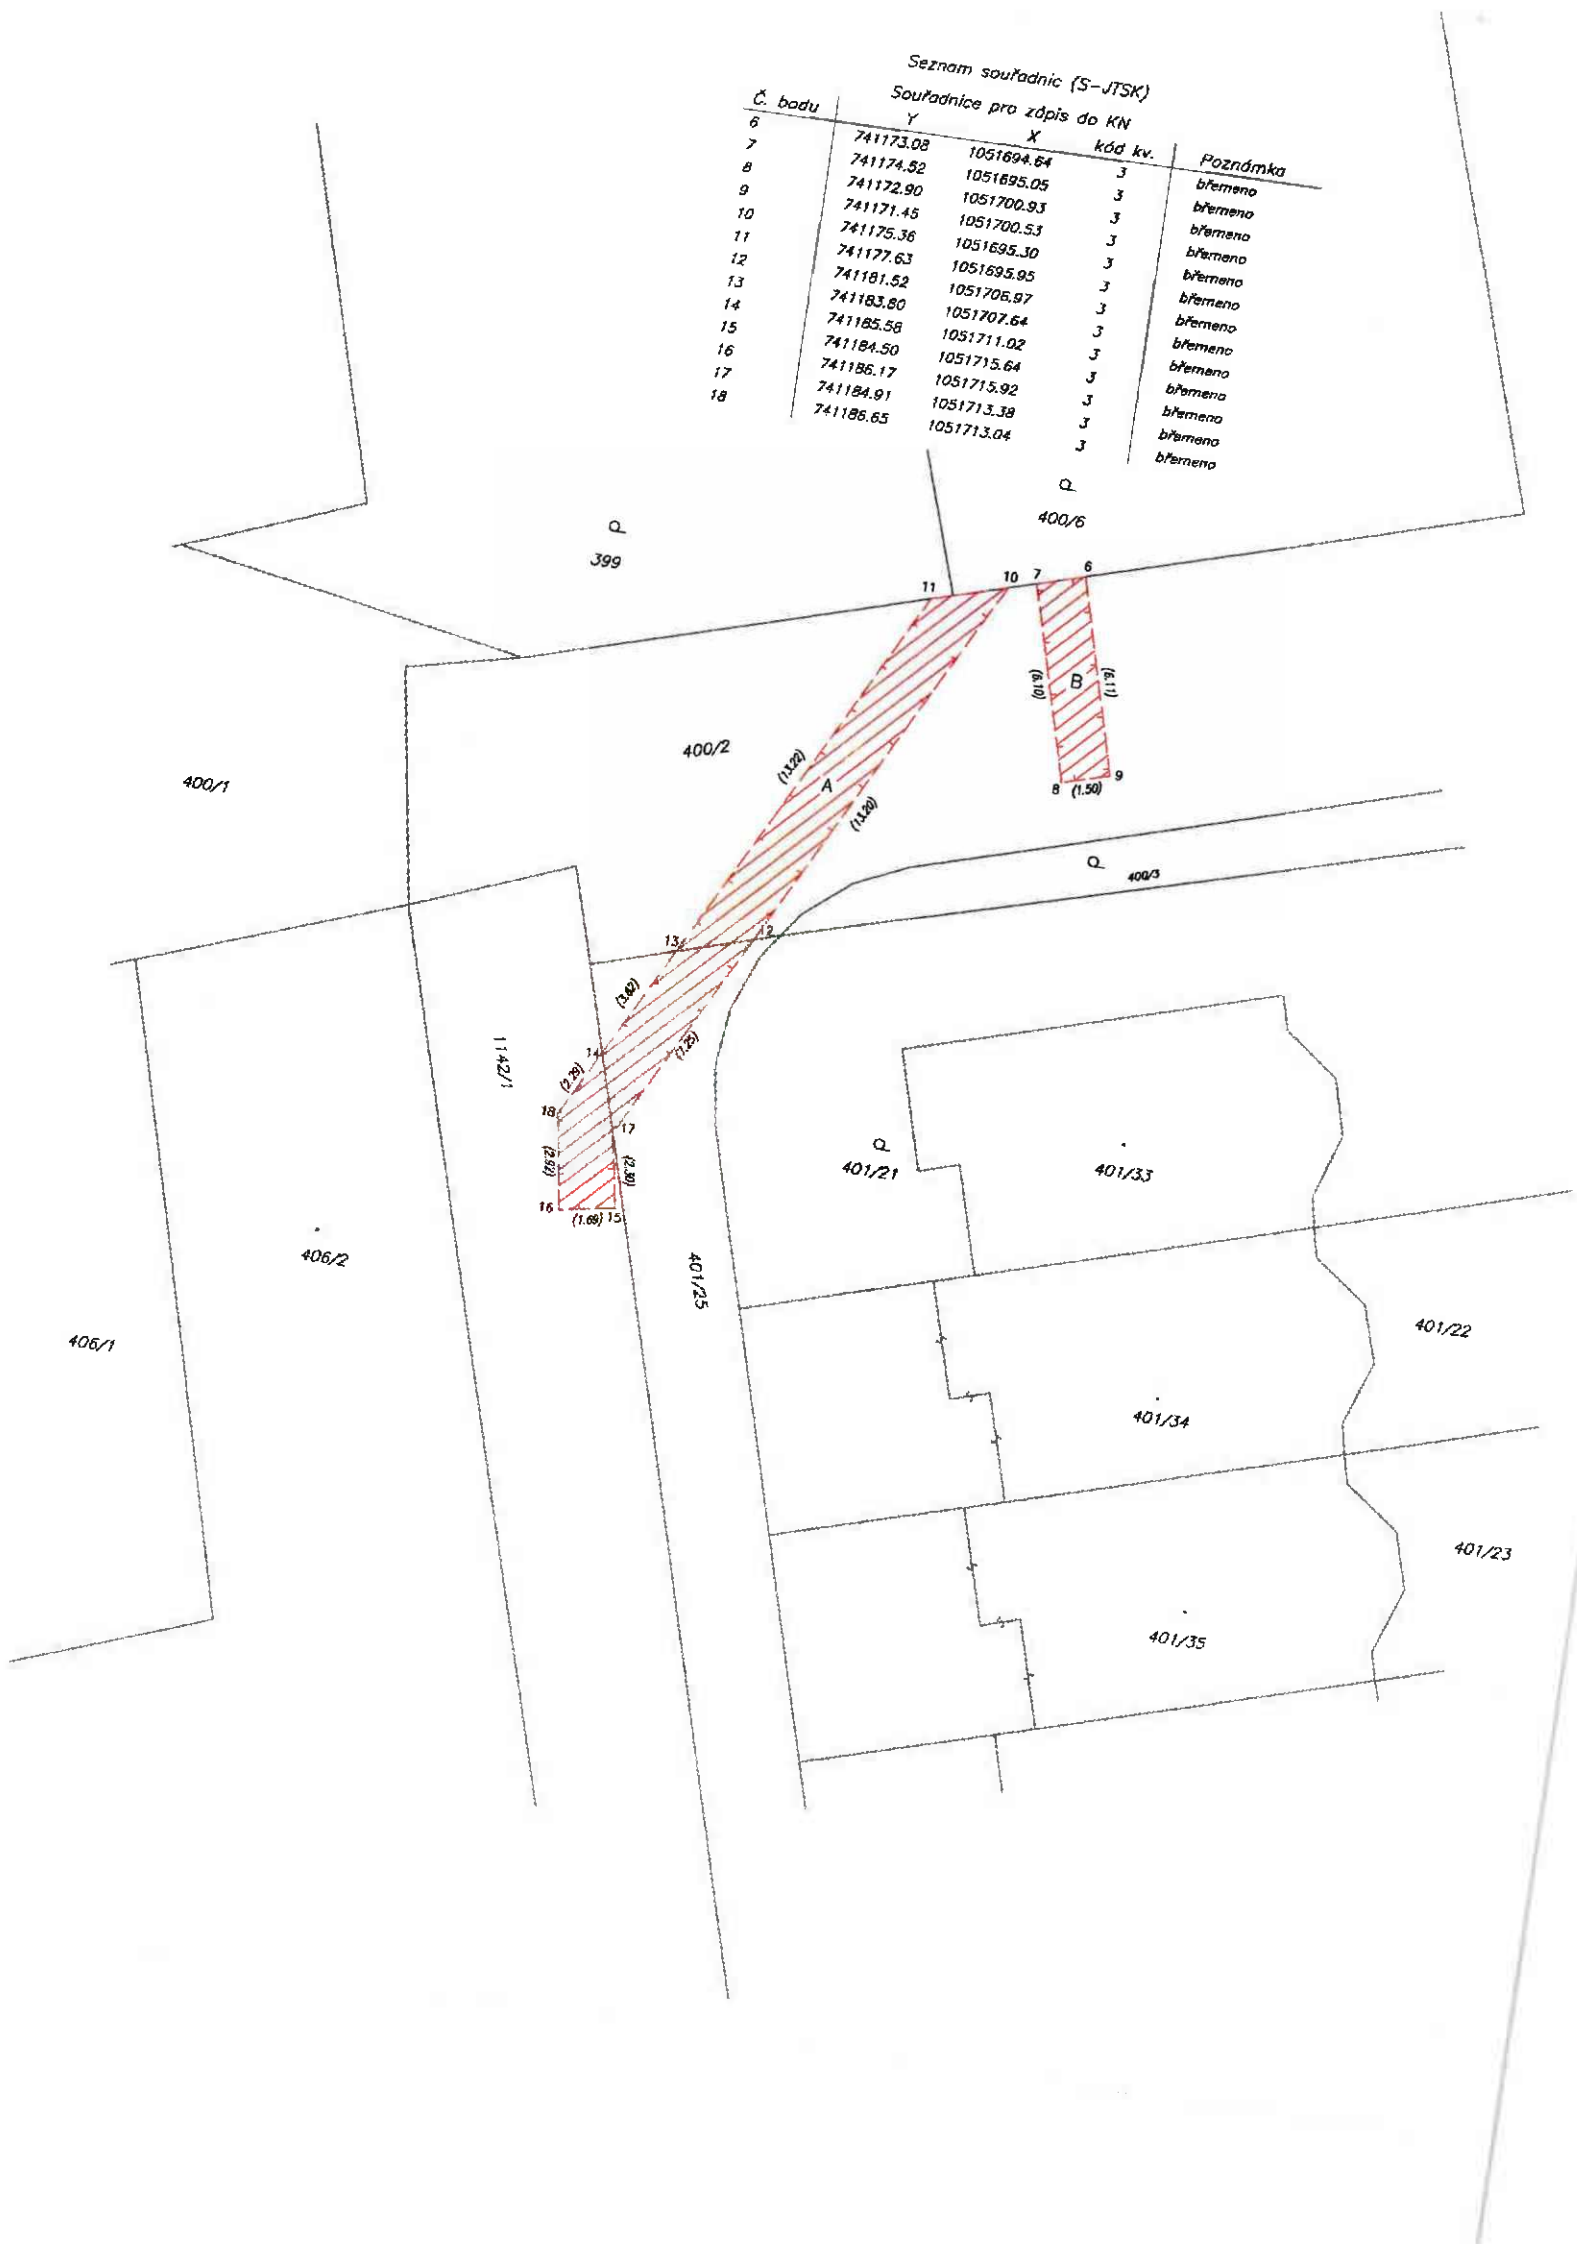 Seznam souřadnic (S-JTSK)
Souřadnice pro zápis do KN
Č. bodu Y X kód kv. Poznámka
6 741173.08 1051694.64 3 břemeno
7 741174.52 1051695.05 3 břemeno
8 741172.90 1051700.93 3 břemeno
9 741171.45 1051700.53 3 břemeno
10 741175.36 1051695.30 3 břemeno
11 741177.63 1051695.95 3 břemeno
12 741181.52 1051706.97 3 břemeno
13 741183.80 1051707.64 3 břemeno
14 741185.58 1051711.02 3 břemeno
15 741184.50 1051715.64 3 břemeno
16 741186.17 1051715.92 3 břemeno
17 741184.91 1051713.38 3 břemeno
18 741186.65 1051713.04 3 břemeno
400/6
399
11
10
7
6
(6.10)
B
(6.11)
400/2
(13.22)
A
(13.20)
8
(1.50)
9
400/1
400/3
13
12
(3.82)
1142/1
14
(7.25)
(2.29)
18
17
(2.92)
(2.30)
16
(1.69)
15
401/21
401/33
406/2
401/25
406/1
401/22
401/34
401/23
401/35